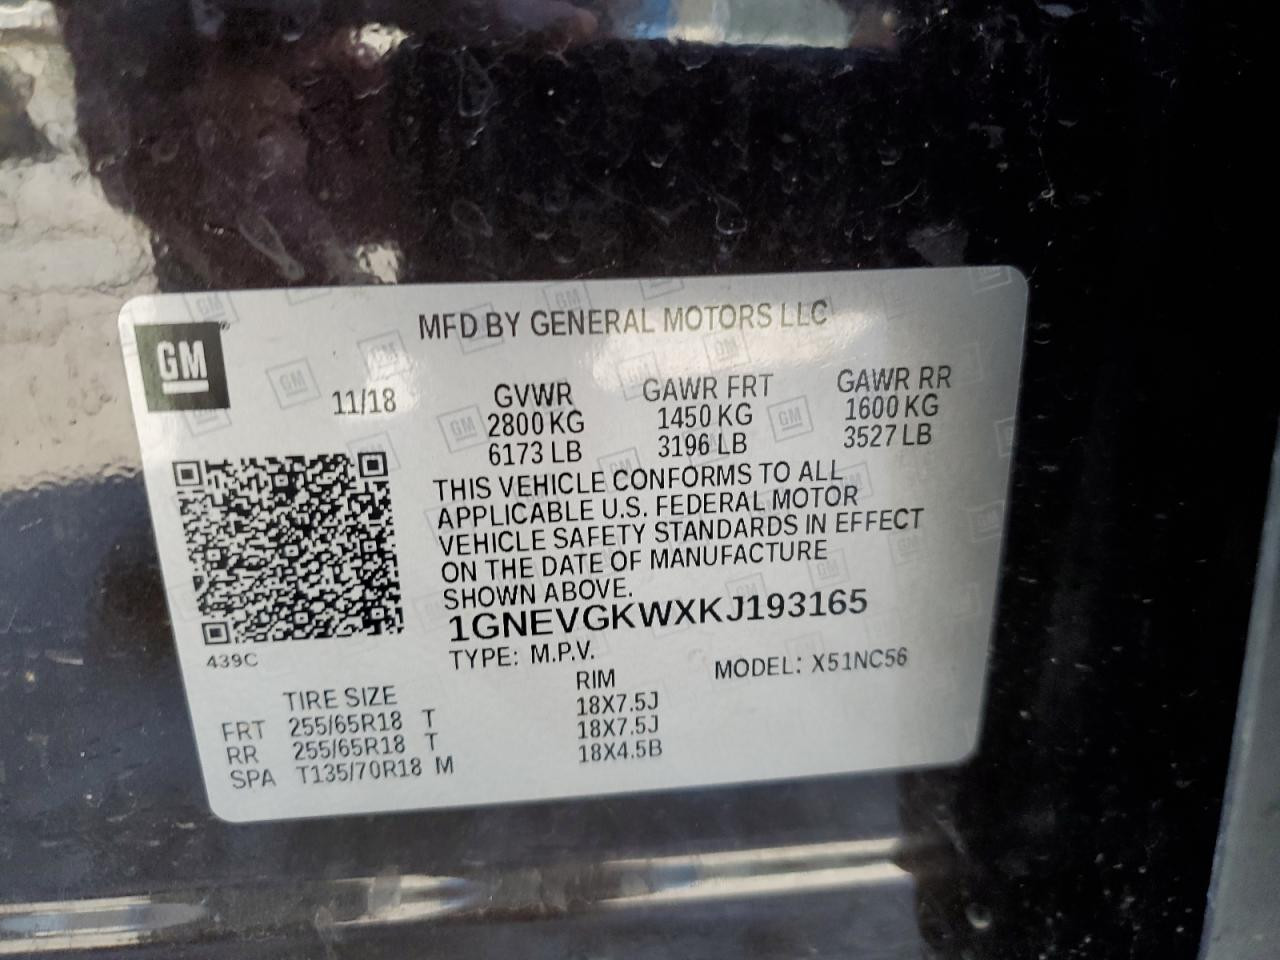 MFD BY GENERAL MOTORS LLC
GM
11/18
GVWR GAWR FRT GAWR RR
2800 KG 1450 KG 1600 KG
6173 LB 3196 LB 3527 LB
THIS VEHICLE CONFORMS TO ALL
APPLICABLE U.S. FEDERAL MOTOR
VEHICLE SAFETY STANDARDS IN EFFECT
ON THE DATE OF MANUFACTURE
SHOWN ABOVE.
1GNEVGKWXKJ193165
439C
TYPE: M.P.V. MODEL: X51NC56
TIRE SIZE RIM
FRT 255/65R18 T 18X7.5J
RR 255/65R18 T 18X7.5J
SPA T135/70R18 M 18X4.5B